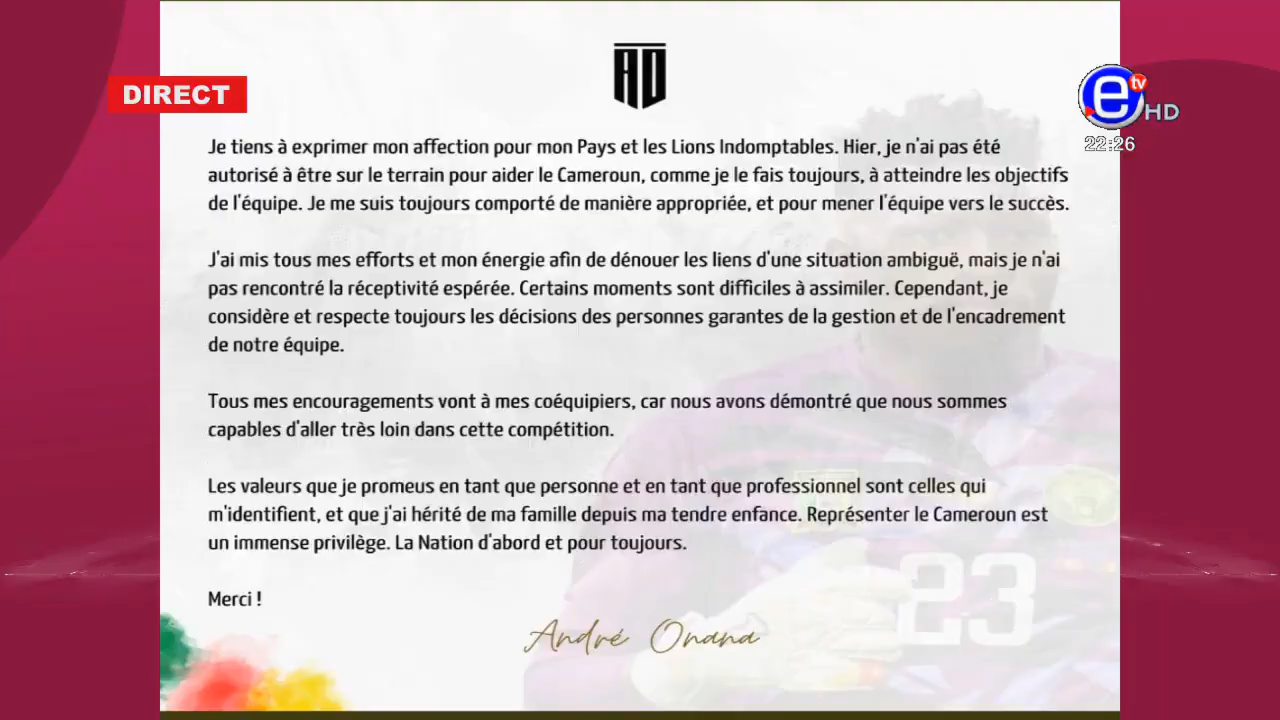 AO
DIRECT
e tv HD
22:26
Je tiens à exprimer mon affection pour mon Pays et les Lions Indomptables. Hier, je n'ai pas été
autorisé à être sur le terrain pour aider le Cameroun, comme je le fais toujours, à atteindre les objectifs
de l'équipe. Je me suis toujours comporté de manière appropriée, et pour mener l'équipe vers le succès.
J'ai mis tous mes efforts et mon énergie afin de dénouer les liens d'une situation ambiguë, mais je n'ai
pas rencontré la réceptivité espérée. Certains moments sont difficiles à assimiler. Cependant, je
considère et respecte toujours les décisions des personnes garantes de la gestion et de l'encadrement
de notre équipe.
Tous mes encouragements vont à mes coéquipiers, car nous avons démontré que nous sommes
capables d'aller très loin dans cette compétition.
Les valeurs que je promeus en tant que personne et en tant que professionnel sont celles qui
m'identifient, et que j'ai hérité de ma famille depuis ma tendre enfance. Représenter le Cameroun est
un immense privilège. La Nation d'abord et pour toujours.
Merci !
André Onana
23